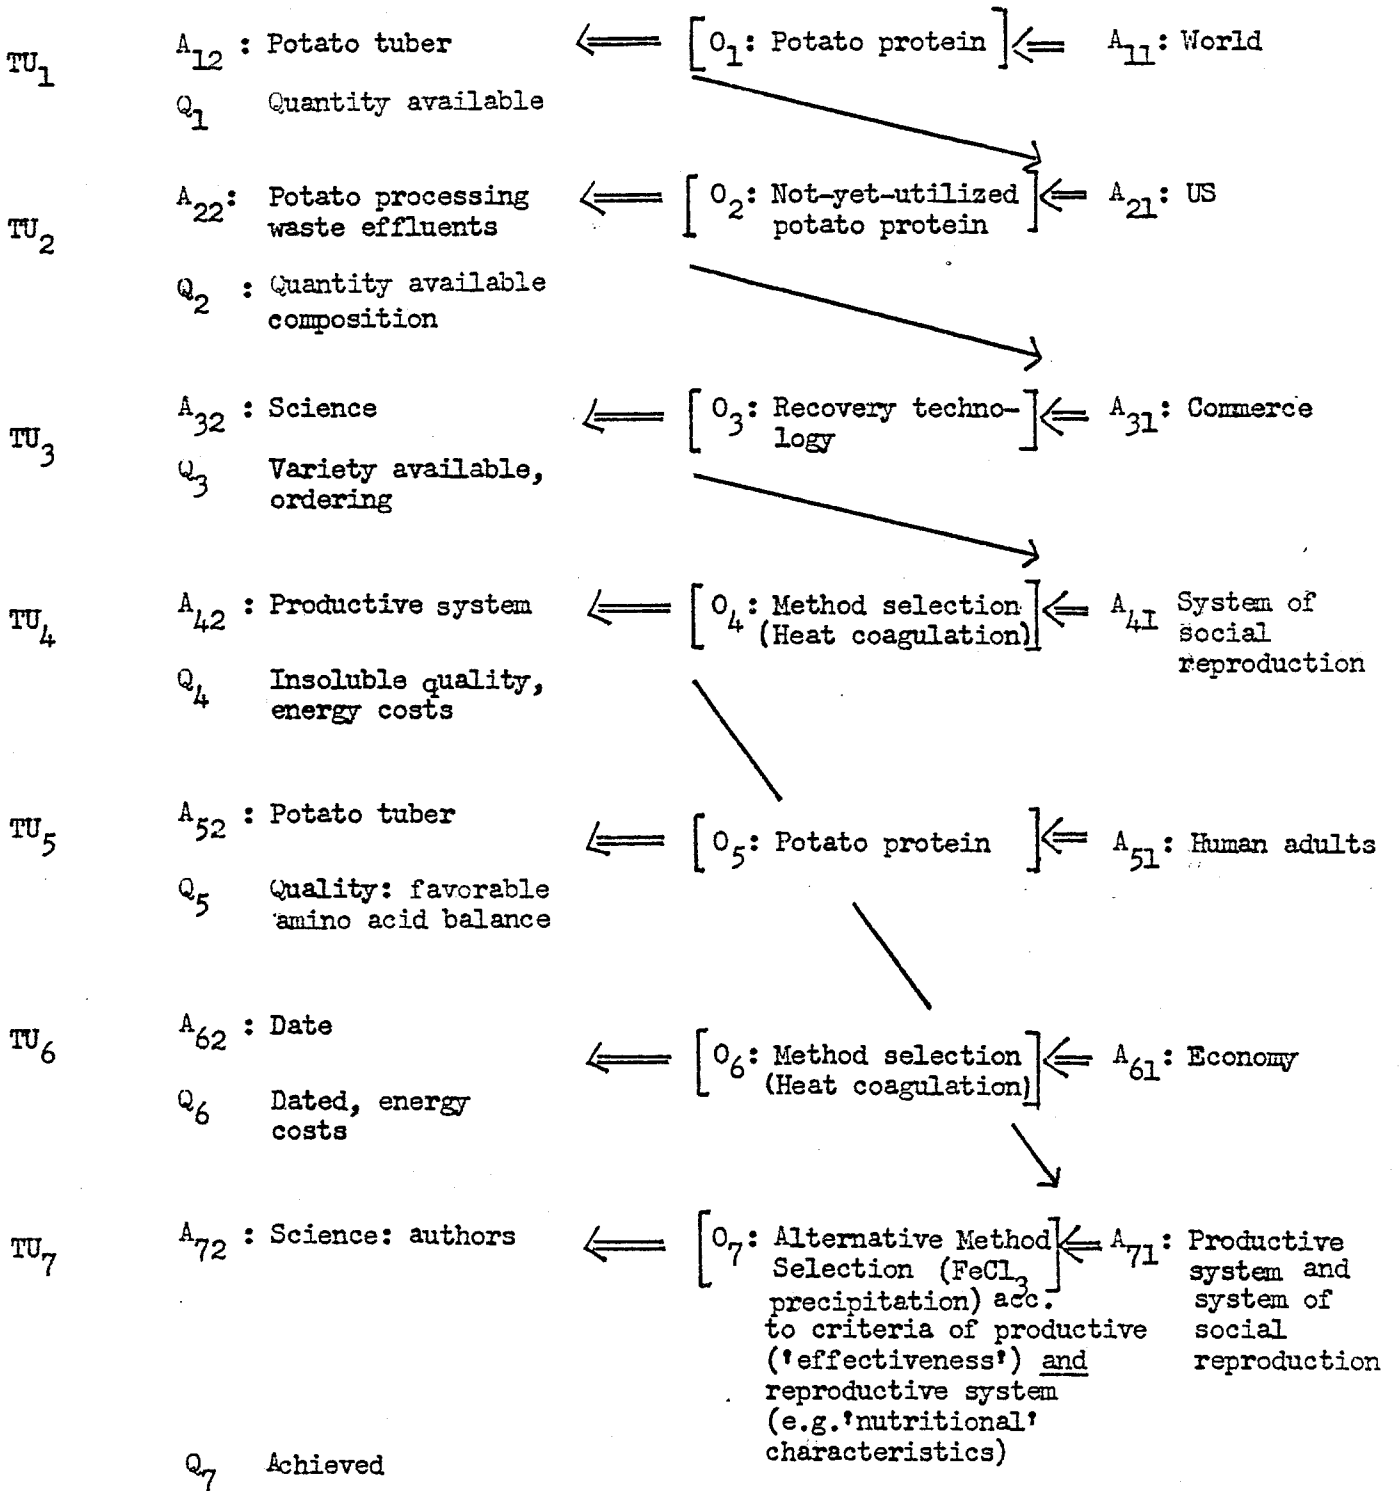 TU1 A12 : Potato tuber [O1: Potato protein] A11: World
Q1 Quantity available
TU2 A22: Potato processing waste effluents [O2: Not-yet-utilized potato protein] A21: US
Q2 : Quantity available composition
TU3 A32 : Science [O3: Recovery techno-logy] A31: Commerce
Q3 Variety available, ordering
TU4 A42 : Productive system [O4: Method selection (Heat coagulation)] A4I System of social reproduction
Q4 Insoluble quality, energy costs
TU5 A52 : Potato tuber [O5: Potato protein] A51: Human adults
Q5 Quality: favorable amino acid balance
TU6 A62 : Date [O6: Method selection (Heat coagulation)] A61: Economy
Q6 Dated, energy costs
TU7 A72 : Science: authors [O7: Alternative Method Selection (FeCl3 precipitation)] acc. to criteria of productive ('effectiveness') and reproductive system (e.g.'nutritional' characteristics) A71: Productive system and system of social reproduction
Q7 Achieved